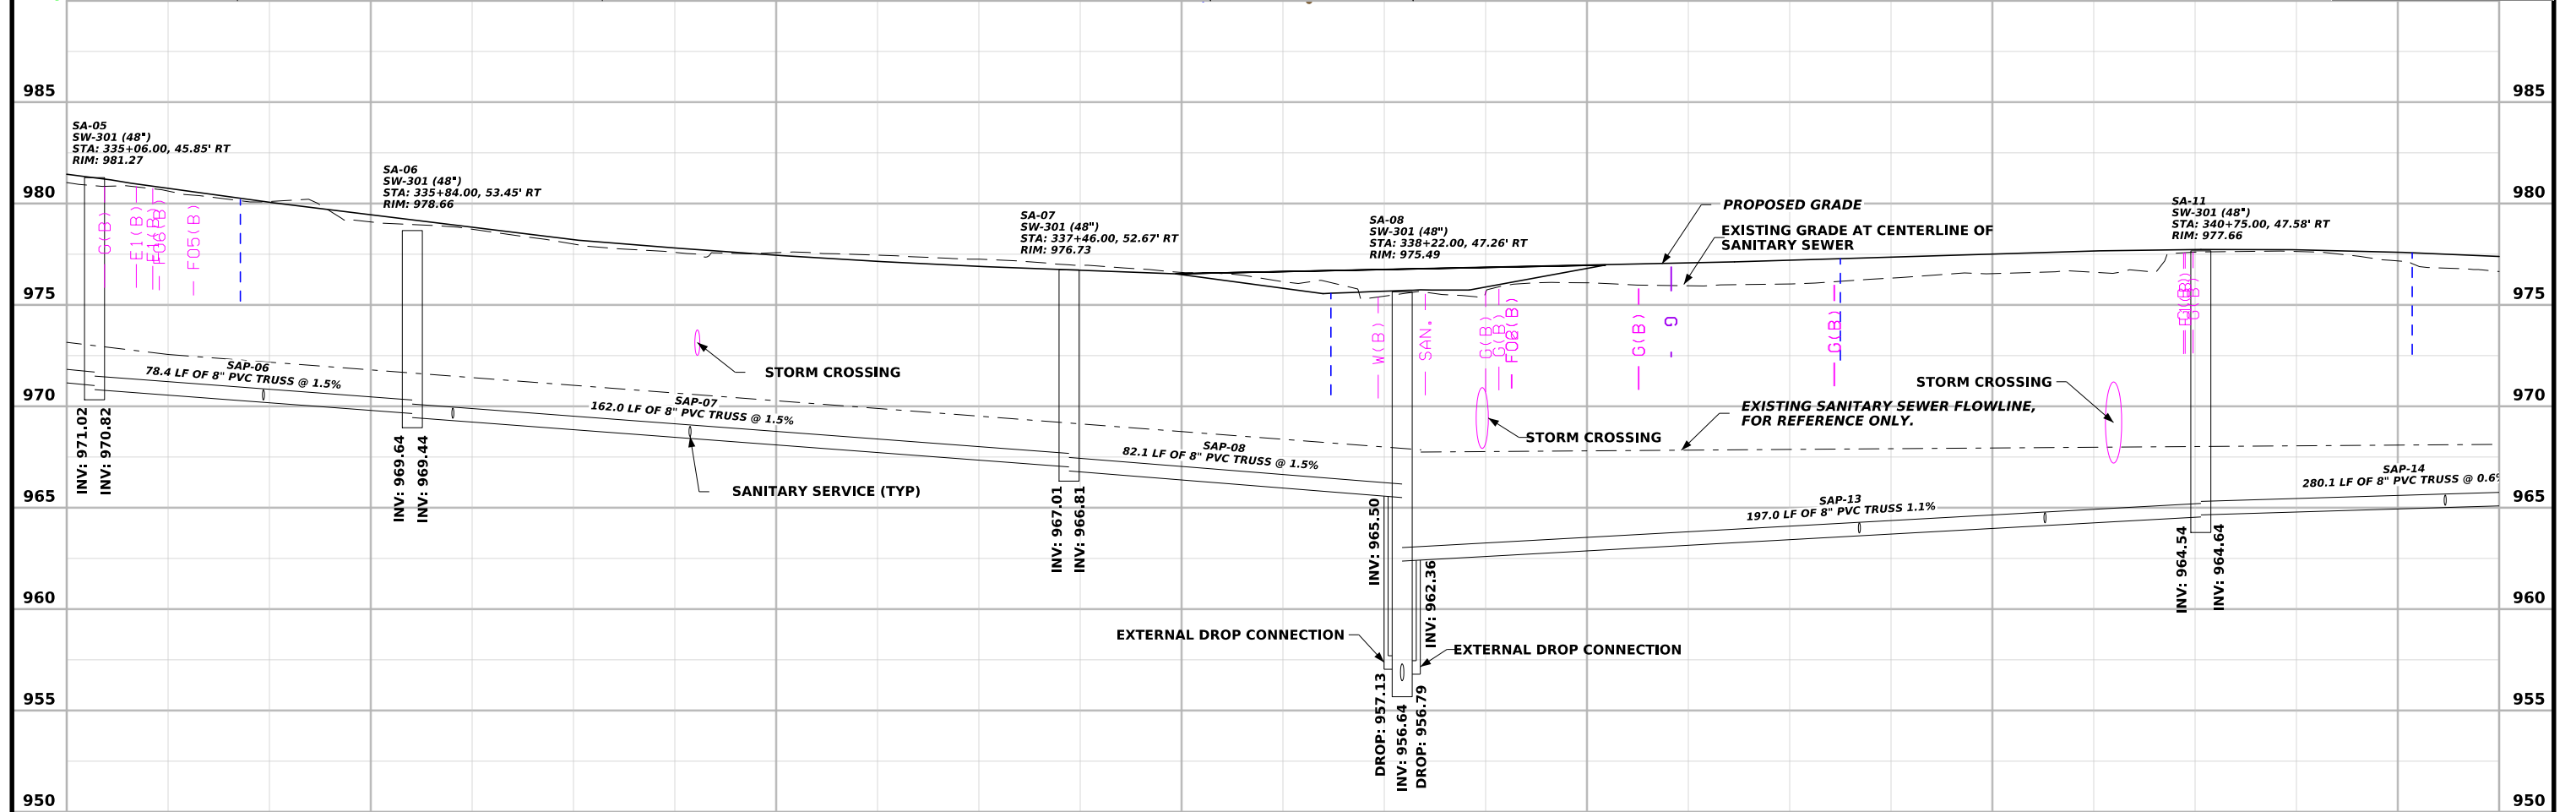 985
985
SA-05
SW-301 (48")
STA: 335+06.00, 45.85' RT
RIM: 981.27
SA-06
SW-301 (48")
STA: 335+84.00, 53.45' RT
RIM: 978.66
980
980
PROPOSED GRADE
SA-11
SW-301 (48")
STA: 340+75.00, 47.58' RT
RIM: 977.66
SA-07
SW-301 (48")
STA: 337+46.00, 52.67' RT
RIM: 976.73
SA-08
SW-301 (48")
STA: 338+22.00, 47.26' RT
RIM: 975.49
EXISTING GRADE AT CENTERLINE OF
SANITARY SEWER
G(B)
E1(B)
E1(B)
FO6(B)
FO5(B)
975
975
W(B)
SAN.
G(B)
G(B)
G(B)
G
G(B)
G(B)
SAP-06
78.4 LF OF 8" PVC TRUSS @ 1.5%
STORM CROSSING
STORM CROSSING
970
970
SAP-07
162.0 LF OF 8" PVC TRUSS @ 1.5%
EXISTING SANITARY SEWER FLOWLINE,
FOR REFERENCE ONLY.
STORM CROSSING
INV: 971.02
INV: 970.82
INV: 969.64
INV: 969.44
SAP-08
82.1 LF OF 8" PVC TRUSS @ 1.5%
SAP-14
280.1 LF OF 8" PVC TRUSS @ 0.6%
SANITARY SERVICE (TYP)
965
965
INV: 967.01
INV: 966.81
INV: 965.50
SAP-13
197.0 LF OF 8" PVC TRUSS 1.1%
INV: 964.54
INV: 964.64
INV: 962.36
960
960
EXTERNAL DROP CONNECTION
EXTERNAL DROP CONNECTION
DROP: 957.13
INV: 956.64
DROP: 956.79
955
955
950
950